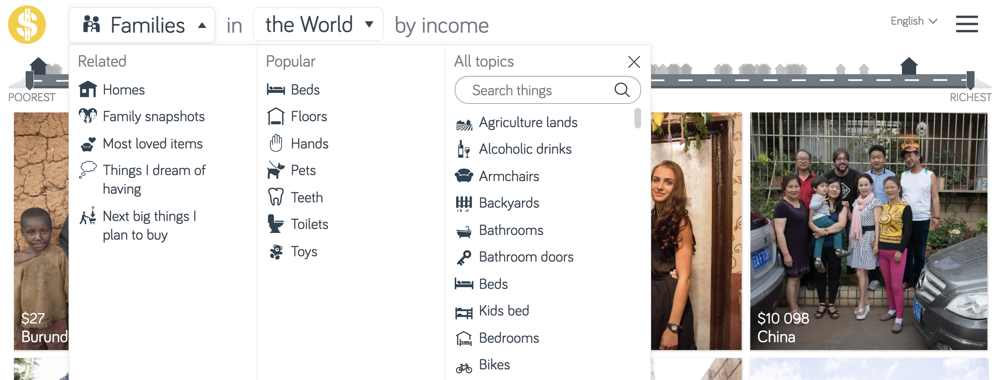 Families in the World by income
English
POOREST
RICHEST
Related
Homes
Family snapshots
Most loved items
Things I dream of
having
Next big things I
plan to buy
Popular
Beds
Floors
Hands
Pets
Teeth
Toilets
Toys
All topics
Search things
Agriculture lands
Alcoholic drinks
Armchairs
Backyards
Bathrooms
Bathroom doors
Beds
Kids bed
Bedrooms
Bikes
$27
Burund
$10 098
China